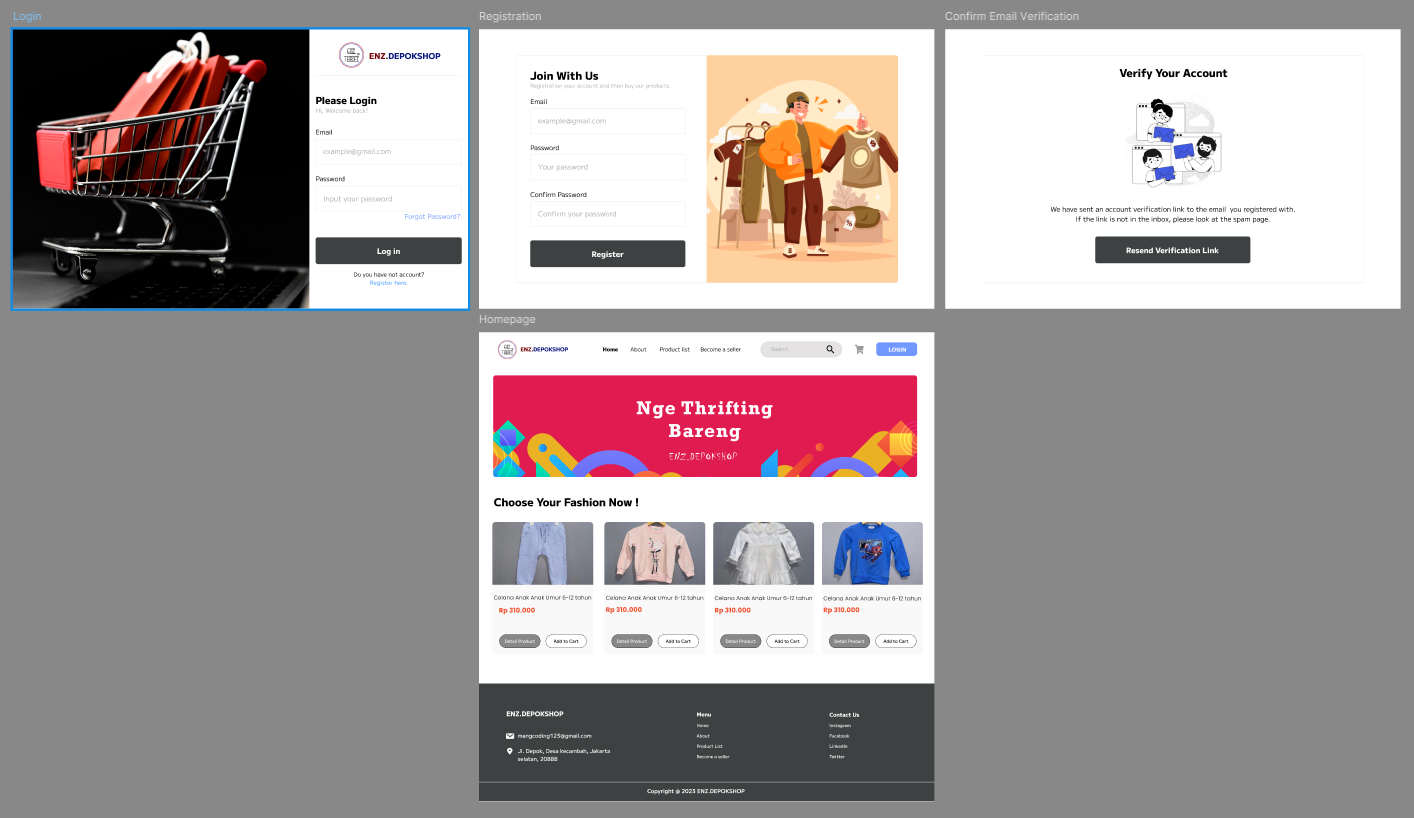 Login
ENZ.DEPOKSHOP
Please Login
Hi, Welcome back!
Email
example@gmail.com
Password
Input your password
Forgot Password?
Log in
Do you have not account?
Register here.
Registration
Join With Us
Registration your account and then buy our products.
Email
example@gmail.com
Password
Your password
Confirm Password
Confirm your password
Register
%
%
Confirm Email Verification
Verify Your Account
We have sent an account verification link to the email you registered with.
If the link is not in the inbox, please look at the spam page.
Resend Verification Link
Homepage
ENZ.DEPOKSHOP
Home
About
Product list
Become a seller
Search
LOGIN
Nge Thrifting
Bareng
ENZ.DEPOKSHOP
Choose Your Fashion Now !
Celana Anak Anak Umur 6-12 tahun
Rp 310.000
Detail Product
Add to Cart
Celana Anak Anak Umur 6-12 tahun
Rp 310.000
Detail Product
Add to Cart
Celana Anak Anak Umur 6-12 tahun
Rp 310.000
Detail Product
Add to Cart
Celana Anak Anak Umur 6-12 tahun
Rp 310.000
Detail Product
Add to Cart
ENZ.DEPOKSHOP
mangcoding123@gmail.com
Jl. Depok, Desa kecambah, Jakarta
selatan, 20888
Menu
Home
About
Product List
Become a seller
Contact Us
Instagram
Facebook
LinkedIn
Twitter
Copyright @ 2023 ENZ.DEPOKSHOP